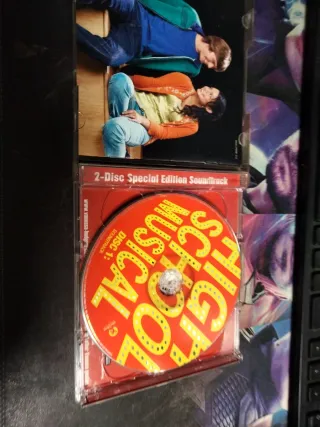 2-Disc Special Edition Soundtrack
HIGH
SCHOOL
MUSICAL
DISC 1: